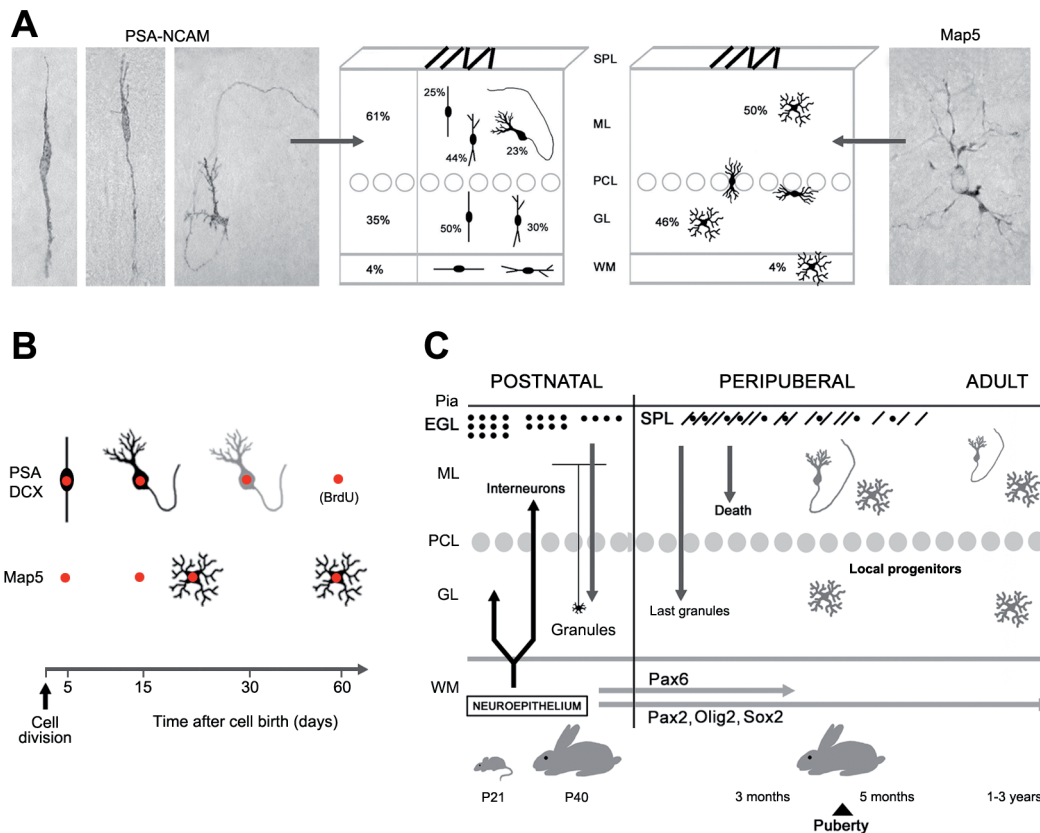 A
PSA-NCAM
Map5
SPL
ML
PCL
GL
WM
61%
25%
44%
23%
35%
50%
30%
4%
50%
46%
4%
B
PSA
DCX
(BrdU)
Map5
5
15
30
60
Cell
division
Time after cell birth (days)
C
POSTNATAL
PERIPUBERAL
ADULT
Pia
EGL
SPL
ML
Interneurons
Death
PCL
Local progenitors
GL
Granules
Last granules
WM
NEUROEPITHELIUM
Pax6
Pax2, Olig2, Sox2
P21
P40
3 months
5 months
1-3 years
Puberty